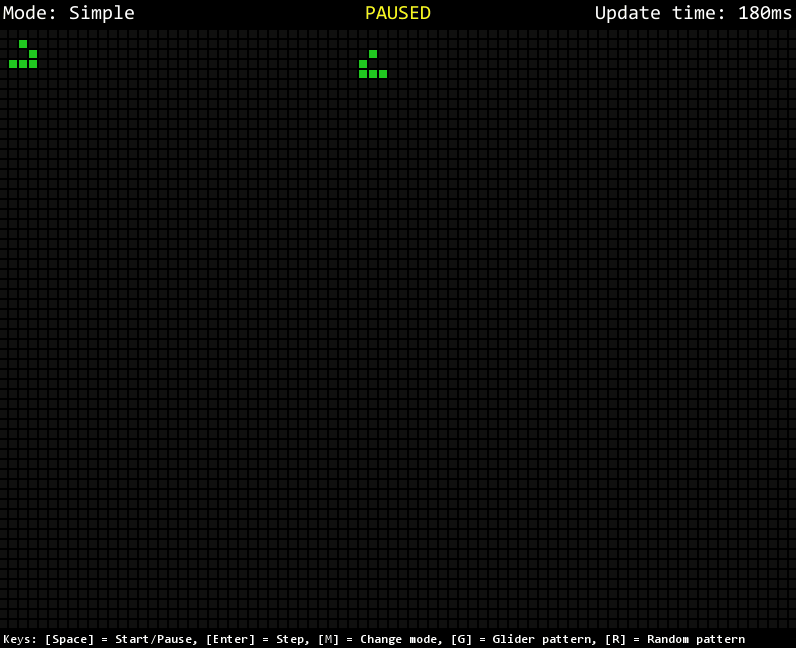 Mode: Simple PAUSED Update time: 180ms
Keys: [Space] = Start/Pause, [Enter] = Step, [M] = Change mode, [G] = Glider pattern, [R] = Random pattern